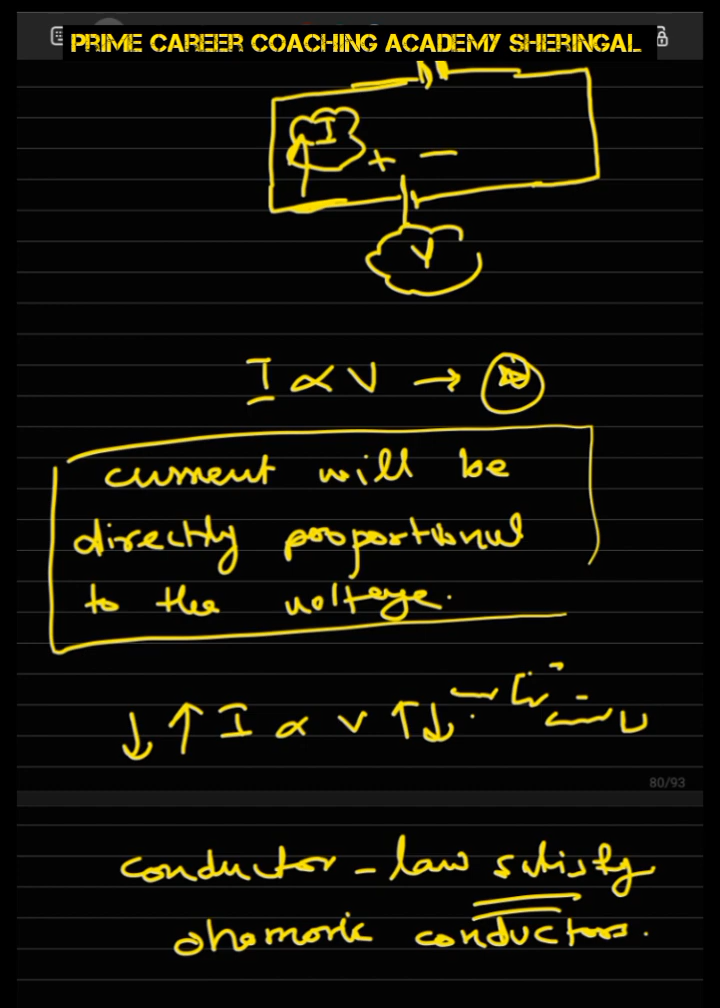 PRIME CAREER COACHING ACADEMY SHERINGAL
I
+ -
V
I ∝ V →
current will be
directly proportional
to the voltage.
↓ ↑ I ∝ V ↑ ↓
80/93
conductor - law satisfy
ohomoric conductors.